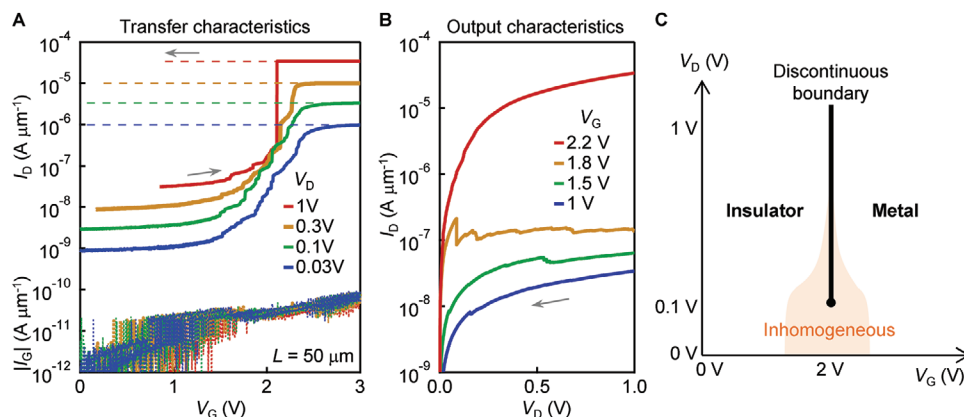 A Transfer characteristics
10⁻⁴
10⁻⁵
10⁻⁶
10⁻⁷
10⁻⁸
10⁻⁹
10⁻¹⁰
10⁻¹¹
10⁻¹²
I_D (A μm⁻¹)
|I_G| (A μm⁻¹)
V_D
1V
0.3V
0.1V
0.03V
L = 50 μm
0 1 2 3
V_G (V)
B Output characteristics
10⁻⁴
10⁻⁵
10⁻⁶
10⁻⁷
10⁻⁸
10⁻⁹
I_D (A μm⁻¹)
V_G
2.2 V
1.8 V
1.5 V
1 V
0.0 0.5 1.0
V_D (V)
C
V_D (V)
Discontinuous
boundary
1V
Insulator Metal
0.1 V
Inhomogeneous
0 V
0 V 2 V V_G (V)